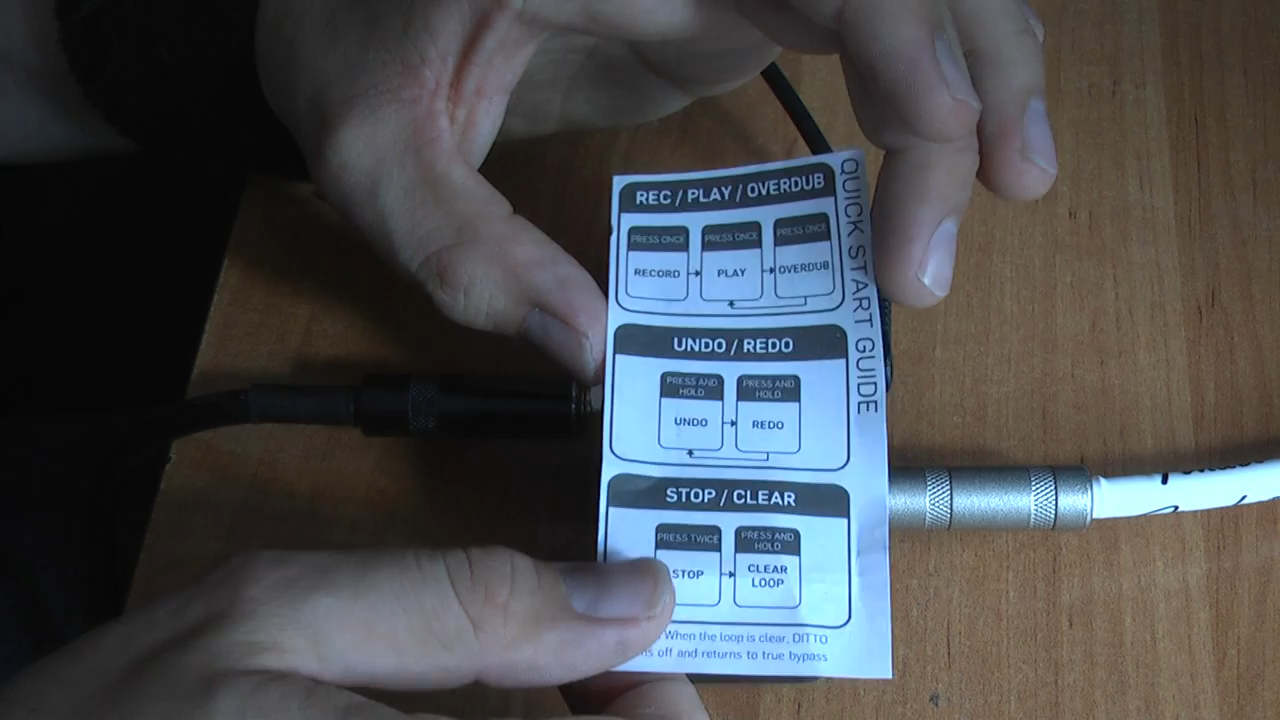 QUICK START GUIDE
REC / PLAY / OVERDUB
PRESS ONCE
RECORD
PRESS ONCE
PLAY
PRESS ONCE
OVERDUB
UNDO / REDO
PRESS AND
HOLD
UNDO
PRESS AND
HOLD
REDO
STOP / CLEAR
PRESS TWICE
STOP
PRESS AND
HOLD
CLEAR
LOOP
When the loop is clear, DITTO
off and returns to true bypass